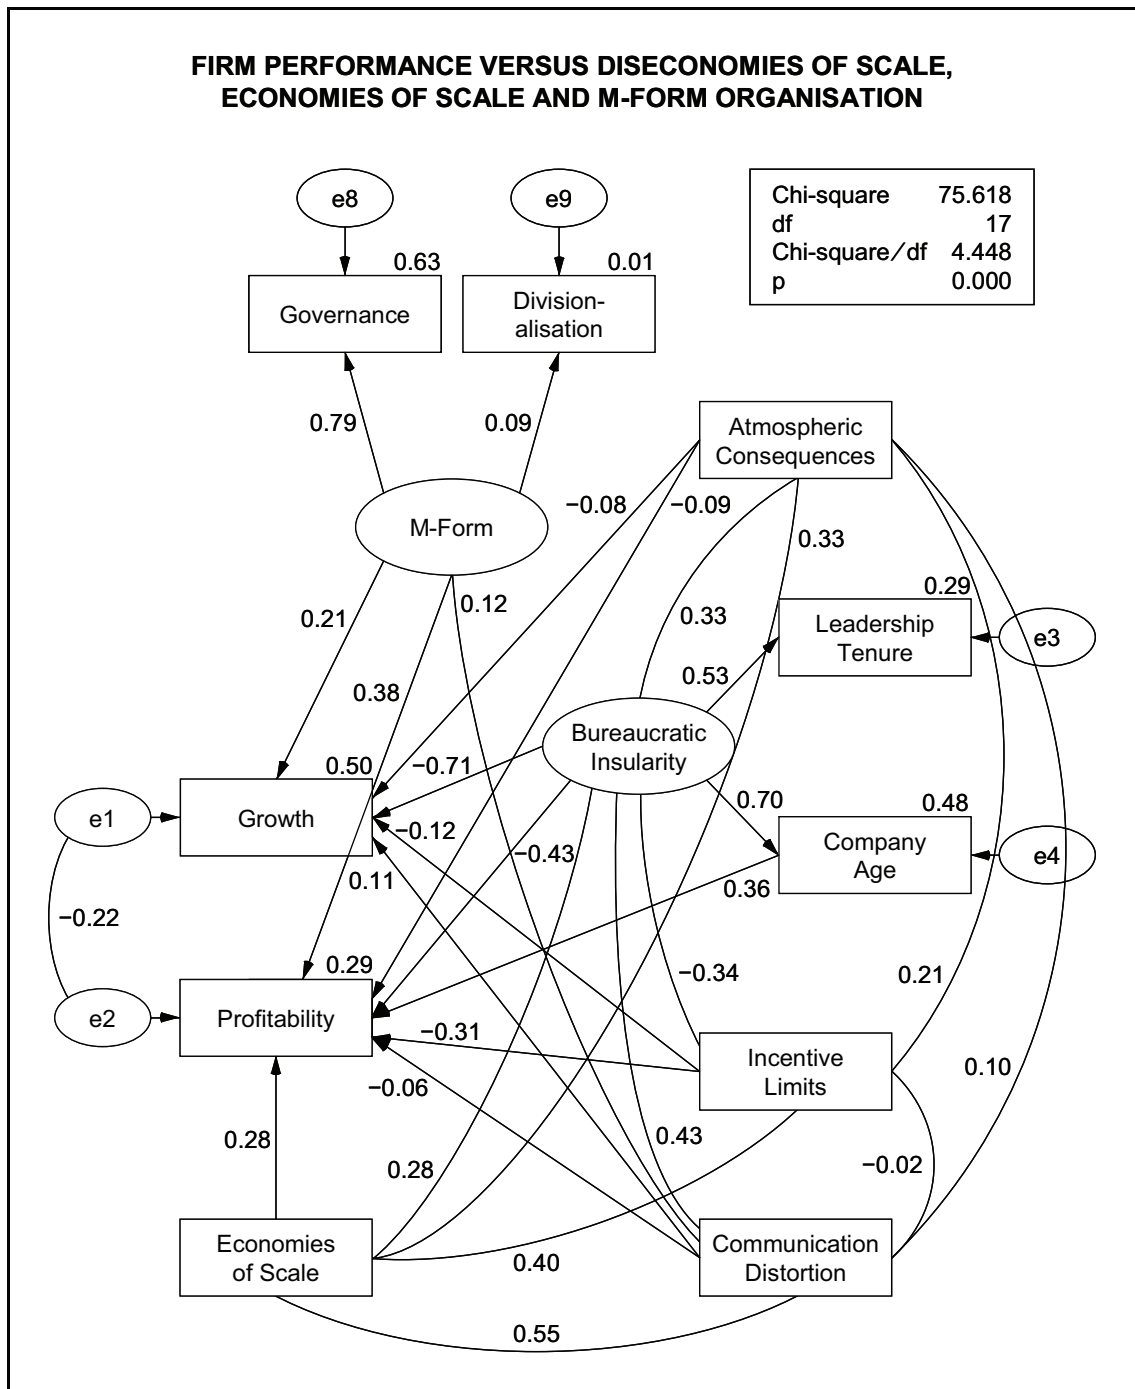 FIRM PERFORMANCE VERSUS DISECONOMIES OF SCALE,
ECONOMIES OF SCALE AND M-FORM ORGANISATION
e8
e9
Chi-square 75.618
df 17
Chi-square/df 4.448
p 0.000
0.63
0.01
Governance
Division-
alisation
0.79
0.09
Atmospheric
Consequences
M-Form
−0.08
−0.09
0.33
0.21
0.12
0.33
0.29
Leadership
Tenure
e3
0.53
0.38
Bureaucratic
Insularity
0.50
−0.71
Growth
e1
−0.12
−0.43
0.70
0.48
Company
Age
e4
0.11
0.36
−0.22
0.29
Profitability
e2
−0.34
0.21
−0.31
Incentive
Limits
−0.06
0.10
0.28
0.28
0.43
−0.02
Economies
of Scale
0.40
Communication
Distortion
0.55